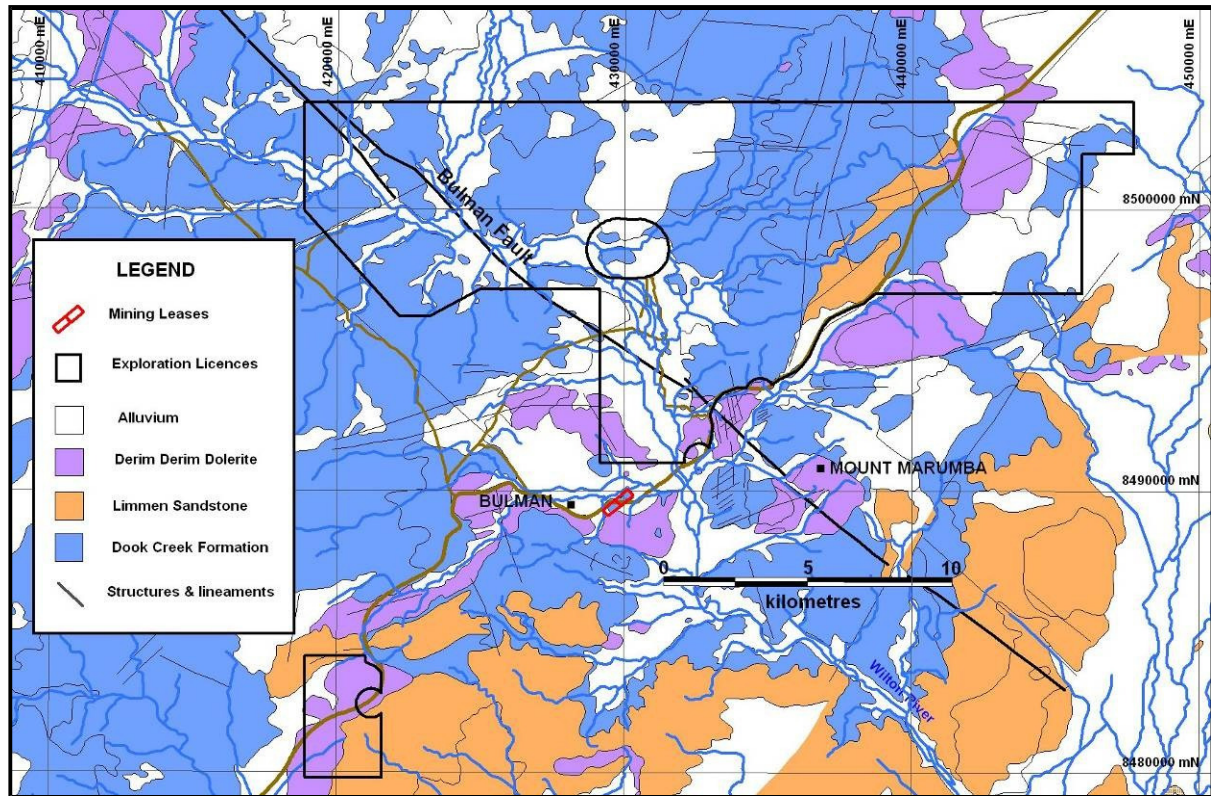 410000 mE
420000 mE
430000 mE
440000 mE
450000 mE
Bulman Fault
8500000 mN
LEGEND
Mining Leases
Exploration Licences
Alluvium
Derim Derim Dolerite
Limmen Sandstone
Dook Creek Formation
Structures & lineaments
MOUNT MARUMBA
8490000 mN
BULMAN
0 5 10
kilometres
Wilton River
8480000 mN